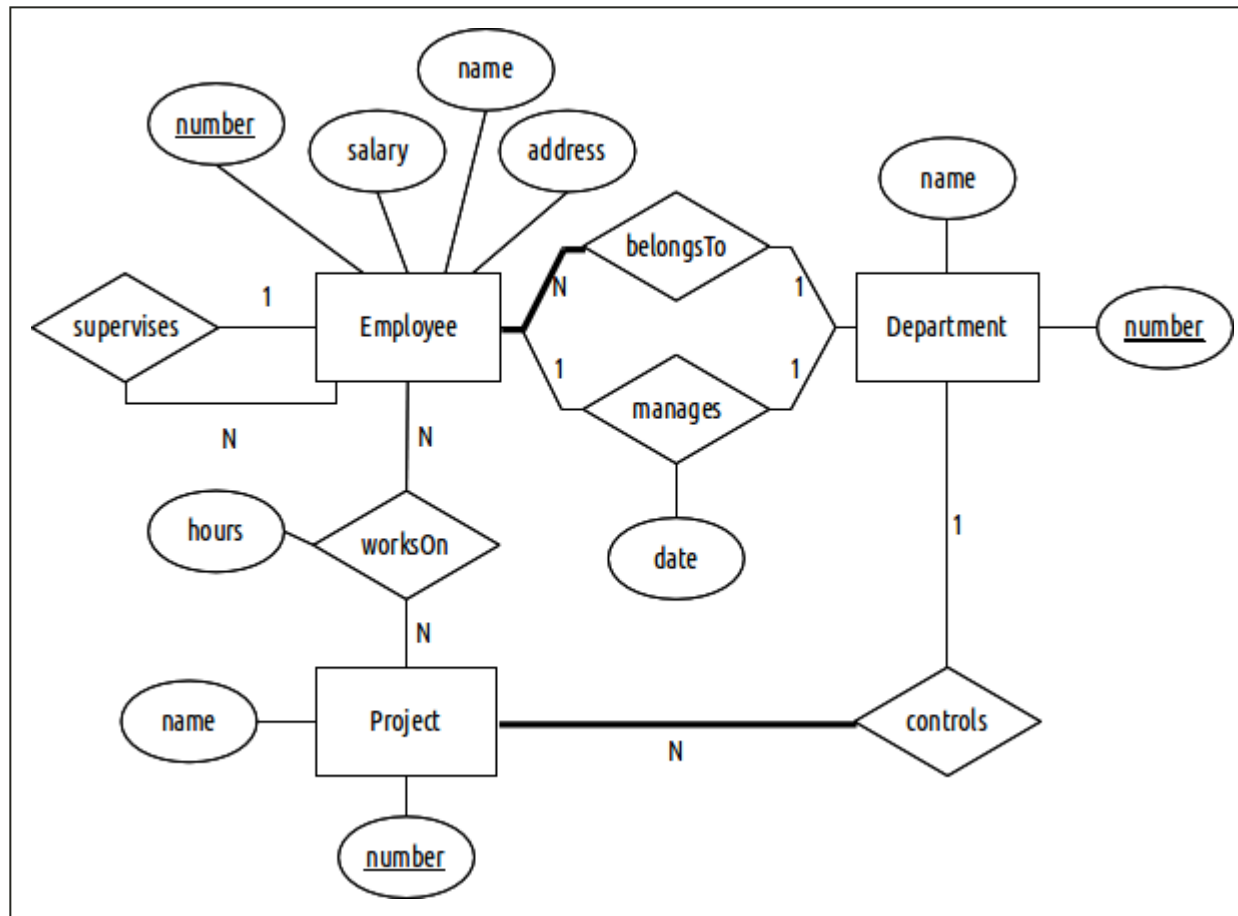 name
number
salary
address
name
belongsTo
N
1
1
supervises
Employee
Department
number
1
1
manages
N
N
hours
worksOn
date
1
N
name
Project
N
controls
number